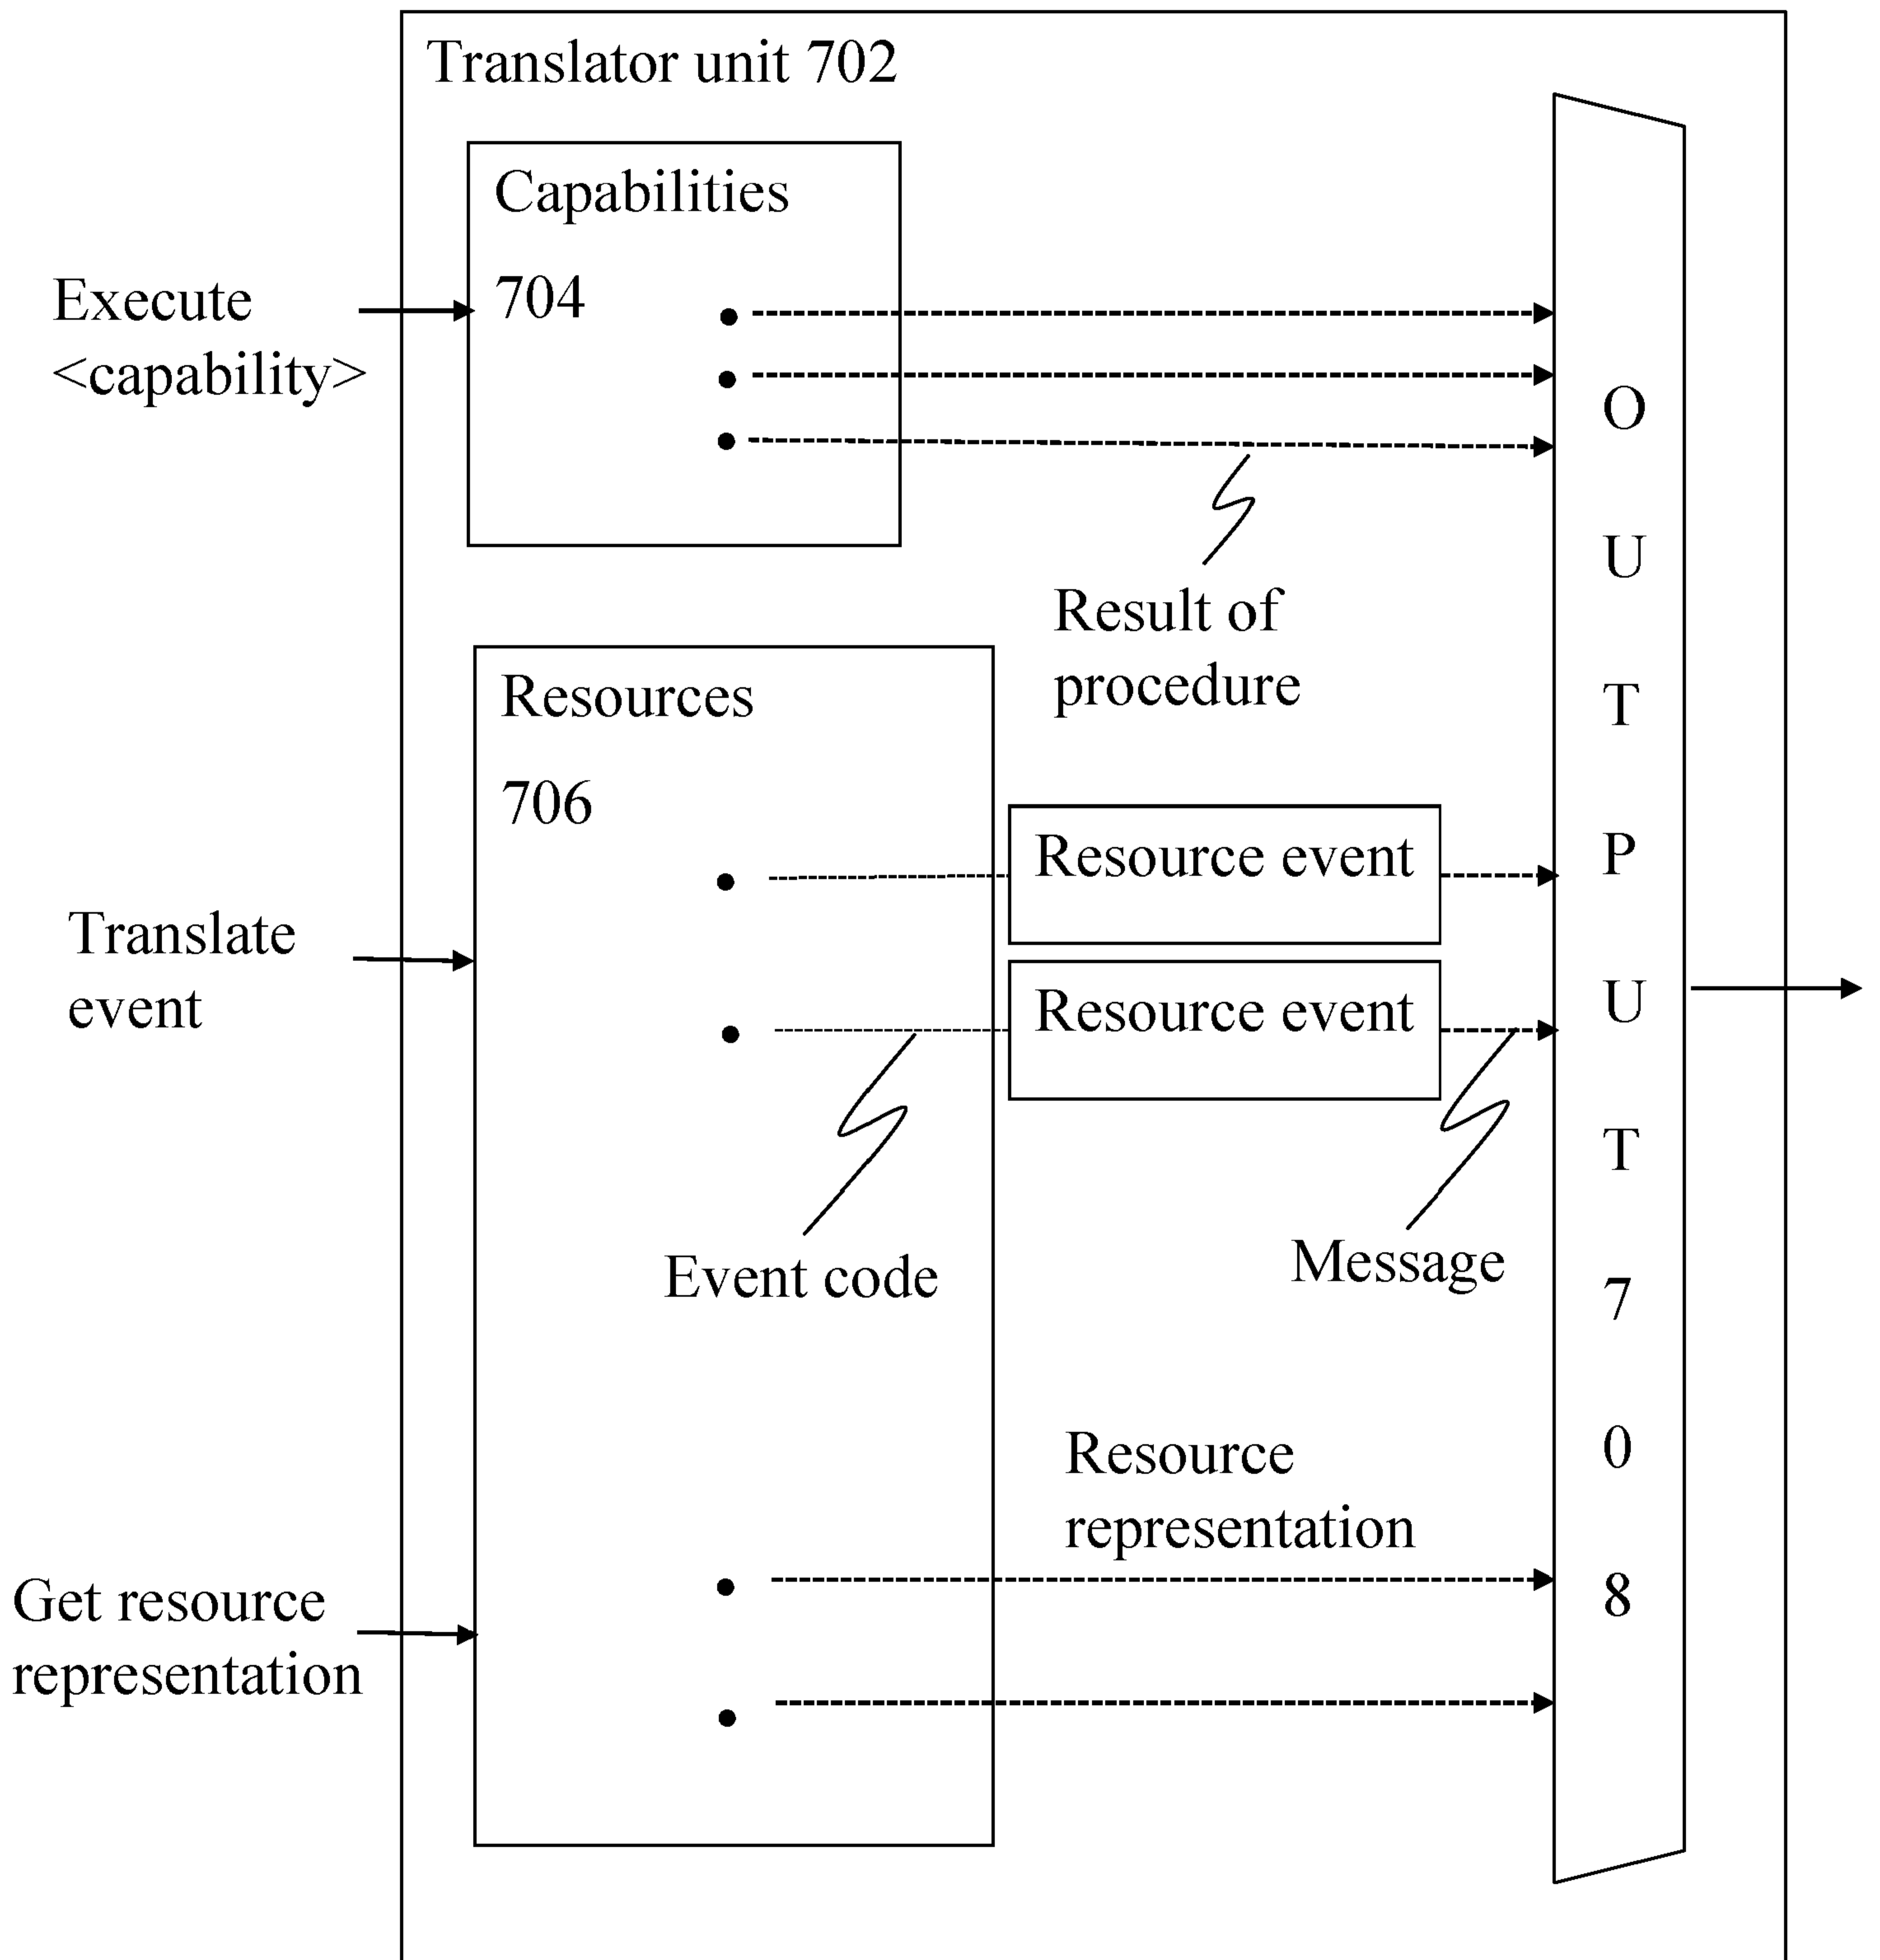 Translator unit 702
Capabilities
704
Execute
<capability>
Result of
procedure
Resources
706
Resource event
Translate
event
Resource event
Event code
Message
Resource
representation
Get resource
representation
O
U
T
P
U
T
7
0
8